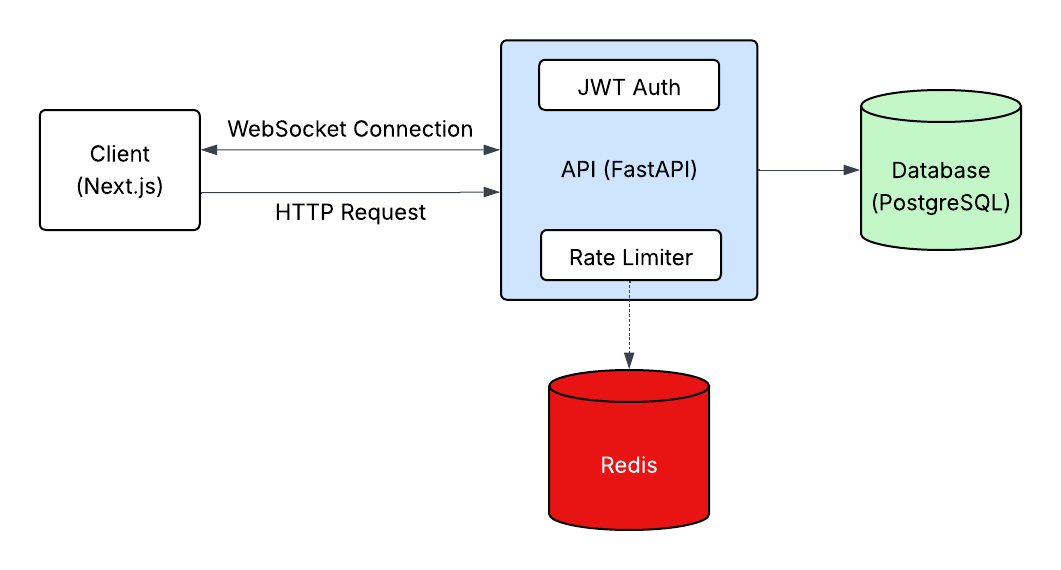 Client
(Next.js)
WebSocket Connection
HTTP Request
JWT Auth
API (FastAPI)
Rate Limiter
Database
(PostgreSQL)
Redis